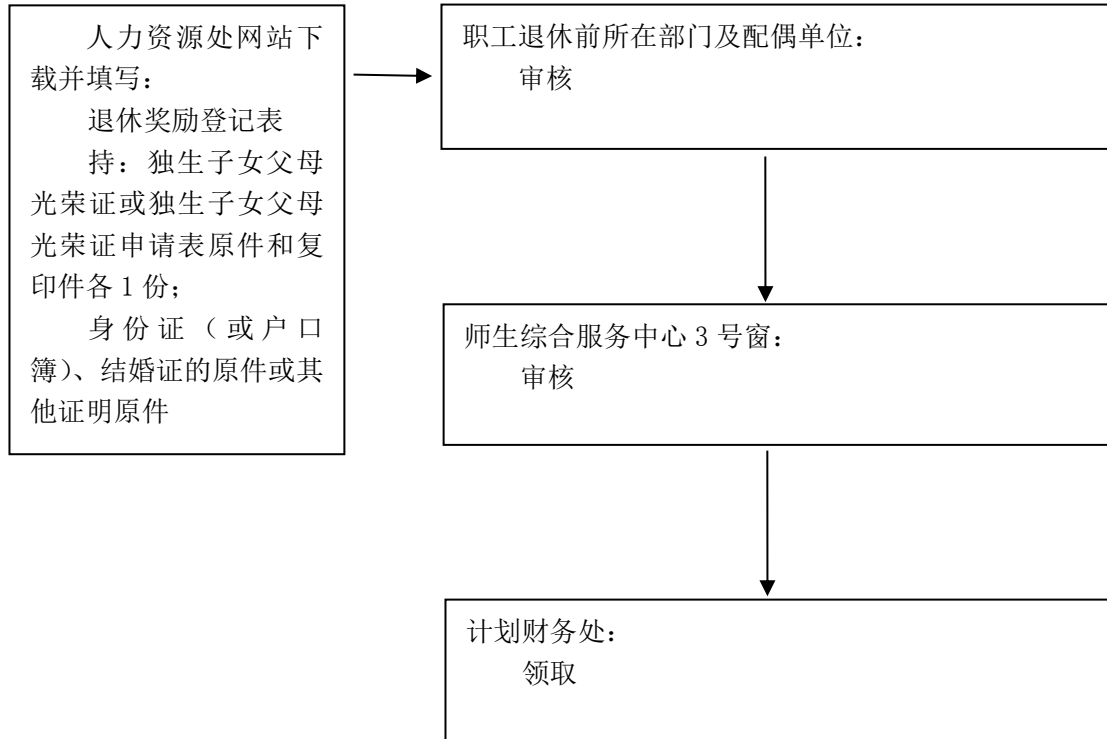 人力资源处网站下
载并填写：
退休奖励登记表
持：独生子女父母
光荣证或独生子女父母
光荣证申请表原件和复
印件各 1 份；
身份证（或户口
簿）、结婚证的原件或其
他证明原件
职工退休前所在部门及配偶单位：
审核
师生综合服务中心 3 号窗：
审核
计划财务处：
领取